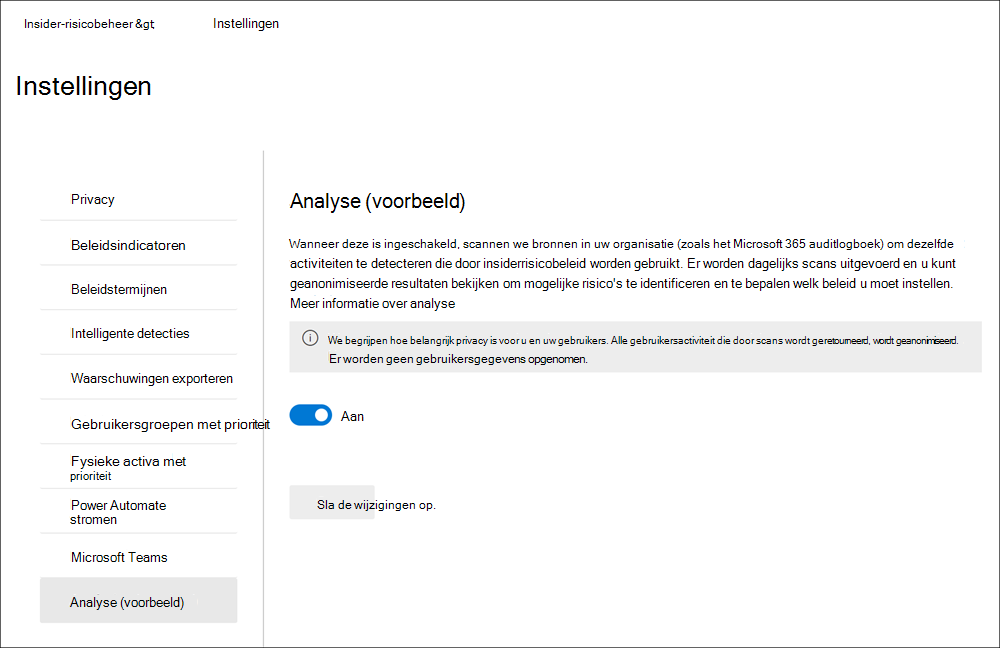 Insider-risicobeheer &gt; Instellingen
Instellingen
Privacy
Beleidsindicatoren
Beleidstermijnen
Intelligente detecties
Waarschuwingen exporteren
Gebruikersgroepen met prioriteit
Fysieke activa met
prioriteit
Power Automate
stromen
Microsoft Teams
Analyse (voorbeeld)
Analyse (voorbeeld)
Wanneer deze is ingeschakeld, scannen we bronnen in uw organisatie (zoals het Microsoft 365 auditlogboek) om dezelfde
activiteiten te detecteren die door insiderrisicobeleid worden gebruikt. Er worden dagelijks scans uitgevoerd en u kunt
geanonimiseerde resultaten bekijken om mogelijke risico's te identificeren en te bepalen welk beleid u moet instellen.
Meer informatie over analyse
We begrijpen hoe belangrijk privacy is voor u en uw gebruikers. Alle gebruikersactiviteit die door scans wordt geretourneerd, wordt geanonimiseerd.
Er worden geen gebruikersgegevens opgenomen.
Aan
Sla de wijzigingen op.